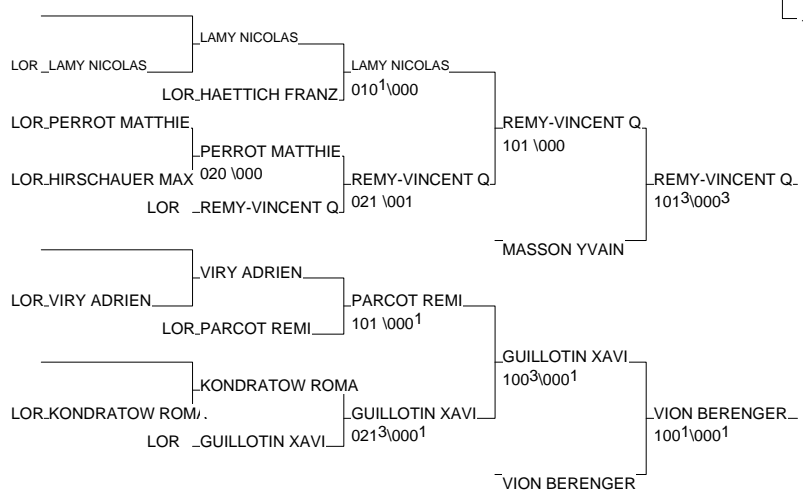 LAMY NICOLAS
LOR LAMY NICOLAS
LAMY NICOLAS
010¹\000
LOR HAETTICH FRANZ
LOR PERROT MATTHIE
REMY-VINCENT Q
101 \000
PERROT MATTHIE
020 \000
LOR HIRSCHAUER MAX
REMY-VINCENT Q
021 \001
REMY-VINCENT Q
101³\000³
LOR REMY-VINCENT Q
MASSON YVAIN
VIRY ADRIEN
LOR VIRY ADRIEN
PARCOT REMI
101 \000¹
LOR PARCOT REMI
GUILLOTIN XAVI
100³\000¹
KONDRATOW ROMA
LOR KONDRATOW ROMA
GUILLOTIN XAVI
021³\000¹
VION BERENGER
100¹\000¹
LOR GUILLOTIN XAVI
VION BERENGER